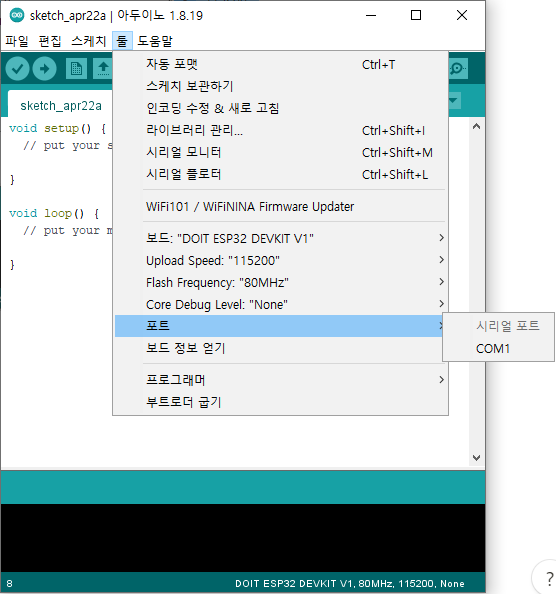 sketch_apr22a | 아두이노 1.8.19
파일 편집 스케치 툴 도움말
sketch_apr22a
void setup() {
// put your s
}
void loop() {
// put your m
}
자동 포맷 Ctrl+T
스케치 보관하기
인코딩 수정 & 새로 고침
라이브러리 관리... Ctrl+Shift+I
시리얼 모니터 Ctrl+Shift+M
시리얼 플로터 Ctrl+Shift+L
WiFi101 / WiFiNINA Firmware Updater
보드: "DOIT ESP32 DEVKIT V1"
Upload Speed: "115200"
Flash Frequency: "80MHz"
Core Debug Level: "None"
포트
보드 정보 얻기
프로그래머
부트로더 굽기
시리얼 포트
COM1
8 DOIT ESP32 DEVKIT V1, 80MHz, 115200, None
?